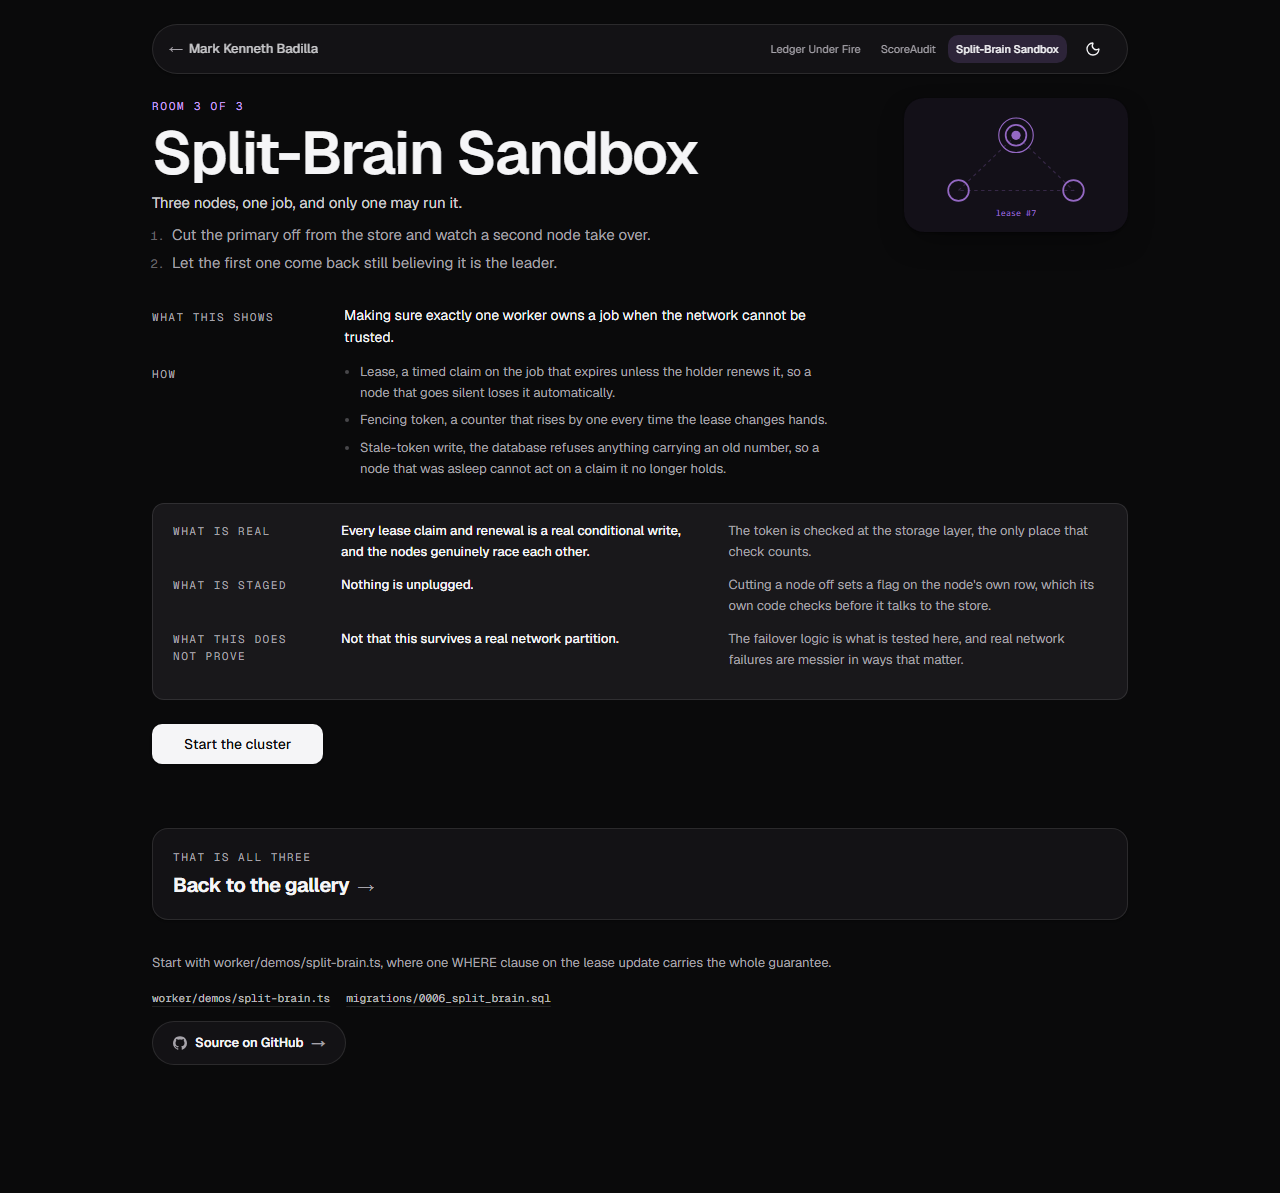 ← Mark Kenneth Badilla
Ledger Under Fire
ScoreAudit
Split-Brain Sandbox
ROOM 3 OF 3
Split-Brain Sandbox
Three nodes, one job, and only one may run it.
1. Cut the primary off from the store and watch a second node take over.
2. Let the first one come back still believing it is the leader.
lease #7
WHAT THIS SHOWS
Making sure exactly one worker owns a job when the network cannot be
trusted.
HOW
• Lease, a timed claim on the job that expires unless the holder renews it, so a
node that goes silent loses it automatically.
• Fencing token, a counter that rises by one every time the lease changes hands.
• Stale-token write, the database refuses anything carrying an old number, so a
node that was asleep cannot act on a claim it no longer holds.
WHAT IS REAL
Every lease claim and renewal is a real conditional write,
and the nodes genuinely race each other.
The token is checked at the storage layer, the only place that
check counts.
WHAT IS STAGED
Nothing is unplugged.
Cutting a node off sets a flag on the node's own row, which its
own code checks before it talks to the store.
WHAT THIS DOES
NOT PROVE
Not that this survives a real network partition.
The failover logic is what is tested here, and real network
failures are messier in ways that matter.
Start the cluster
THAT IS ALL THREE
Back to the gallery →
Start with worker/demos/split-brain.ts, where one WHERE clause on the lease update carries the whole guarantee.
worker/demos/split-brain.ts
migrations/0006_split_brain.sql
Source on GitHub →